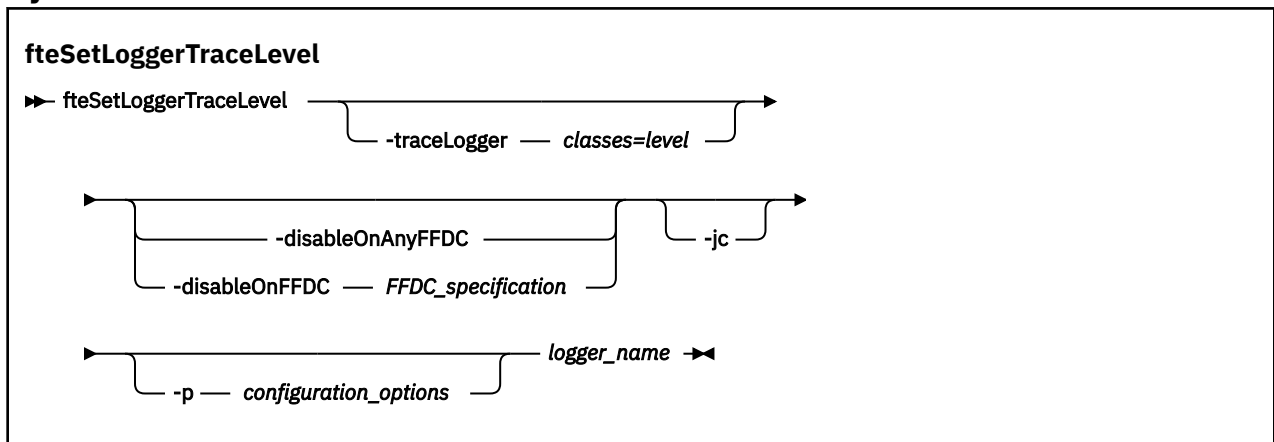 fteSetLoggerTraceLevel
fteSetLoggerTraceLevel
-traceLogger classes=level
-disableOnAnyFFDC
-jc
-disableOnFFDC FFDC_specification
logger_name
-p configuration_options